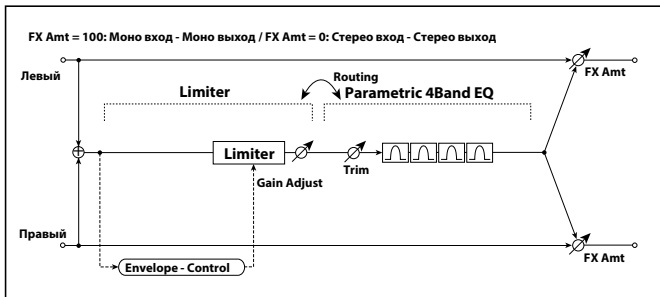 FX Amt = 100: Моно вход - Моно выход / FX Amt = 0: Стерео вход - Стерео выход
Левый
FX Amt
Routing
Limiter
Parametric 4Band EQ
Limiter
Gain Adjust
Trim
Правый
Envelope - Control
FX Amt